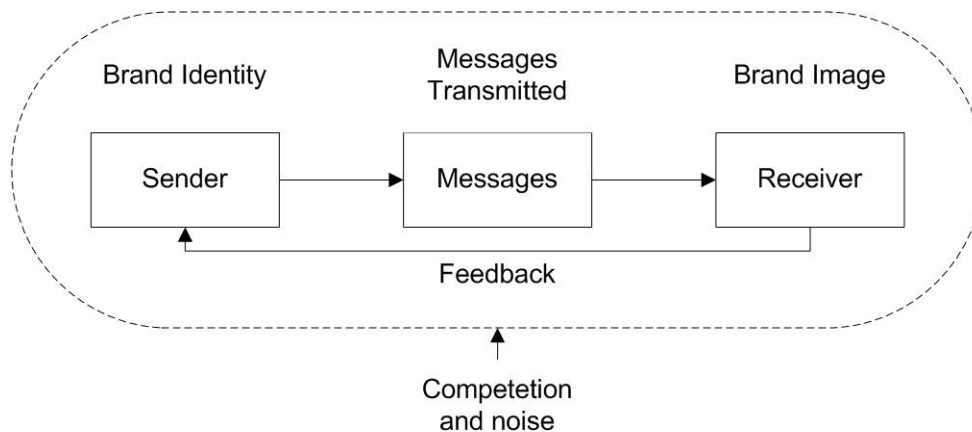 Brand Identity
Messages
Transmitted
Brand Image
Sender
Messages
Receiver
Feedback
Competetion
and noise